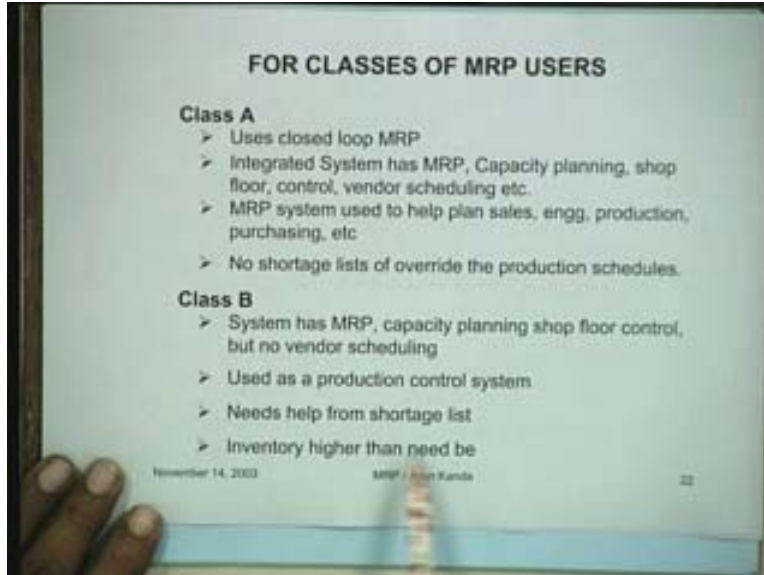 FOR CLASSES OF MRP USERS
Class A
➢ Uses closed loop MRP
➢ Integrated System has MRP, Capacity planning, shop
floor, control, vendor scheduling etc.
➢ MRP system used to help plan sales, engg, production,
purchasing, etc
➢ No shortage lists of override the production schedules.
Class B
➢ System has MRP, capacity planning shop floor control,
but no vendor scheduling
➢ Used as a production control system
➢ Needs help from shortage list
➢ Inventory higher than need be
November 14, 2003 MRP / Kanda 22